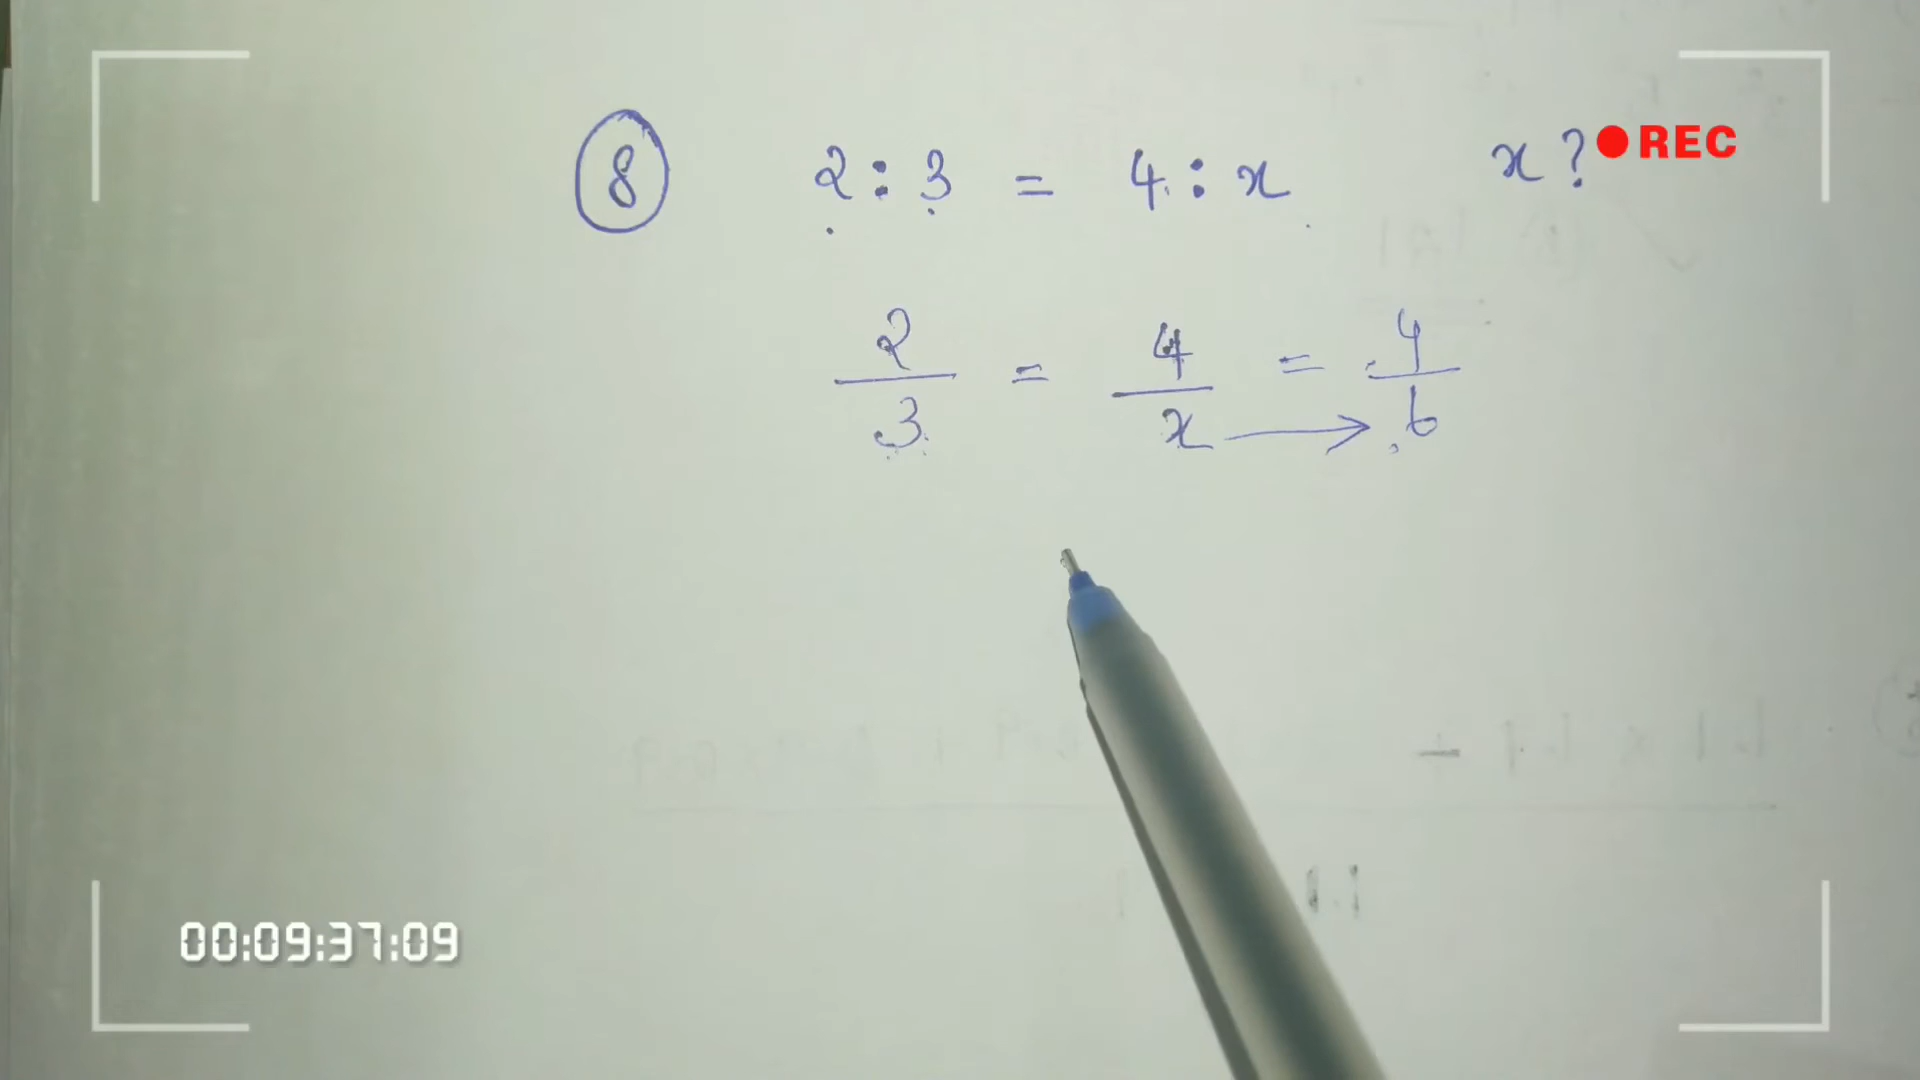 8 2 : 3 = 4 : x x ? REC
2/3 = 4/x → = 4/6
00:09:37:09